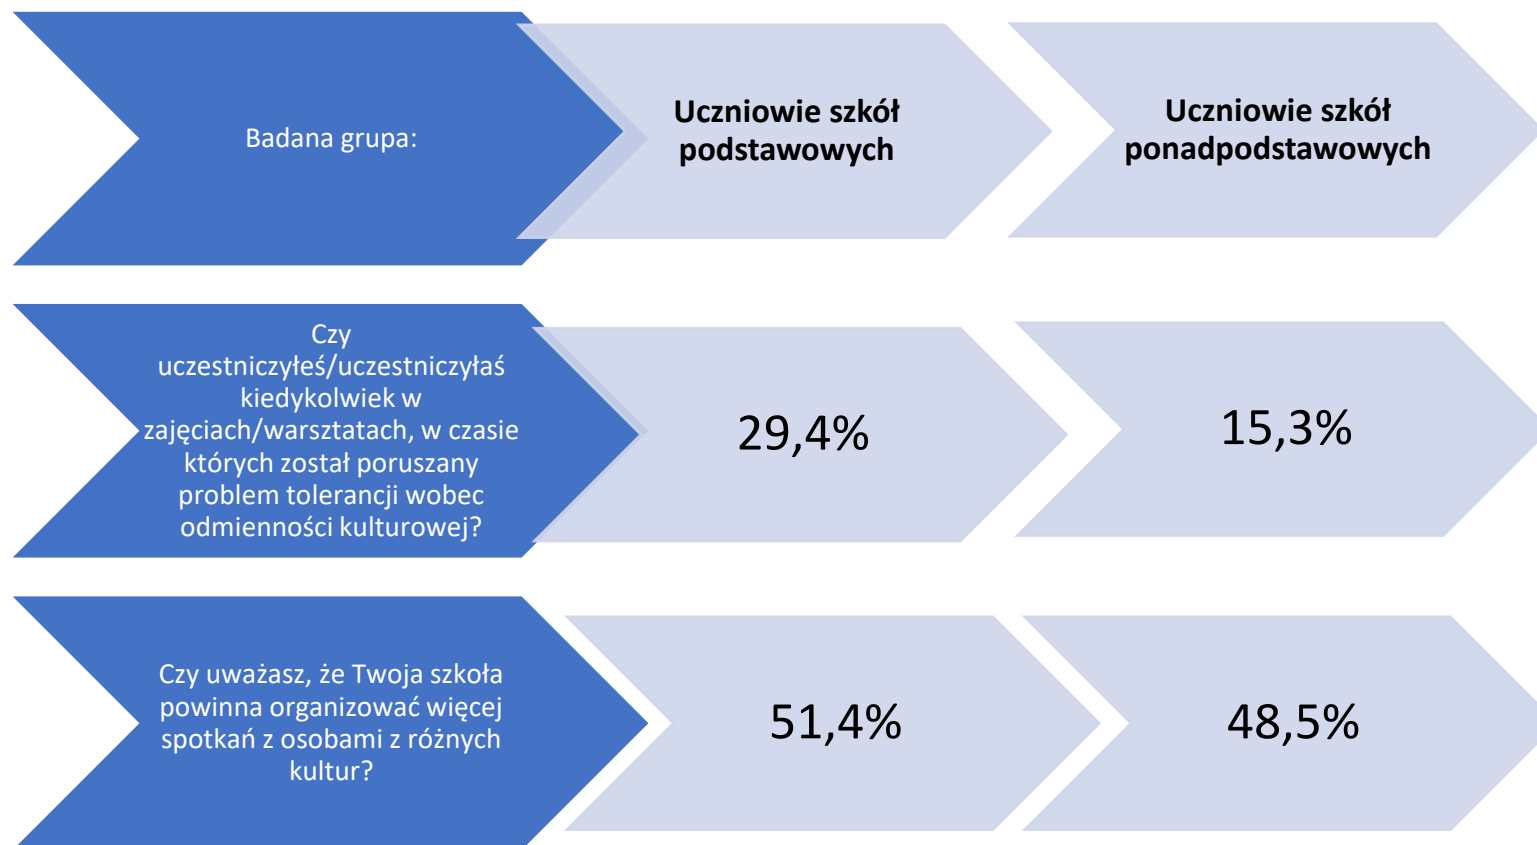 Badana grupa:
Uczniowie szkół
podstawowych
Uczniowie szkół
ponadpodstawowych
Czy
uczestniczyłeś/uczestniczyłaś
kiedykolwiek w
zajęciach/warsztatach, w czasie
których został poruszany
problem tolerancji wobec
odmienności kulturowej?
29,4%
15,3%
Czy uważasz, że Twoja szkoła
powinna organizować więcej
spotkań z osobami z różnych
kultur?
51,4%
48,5%